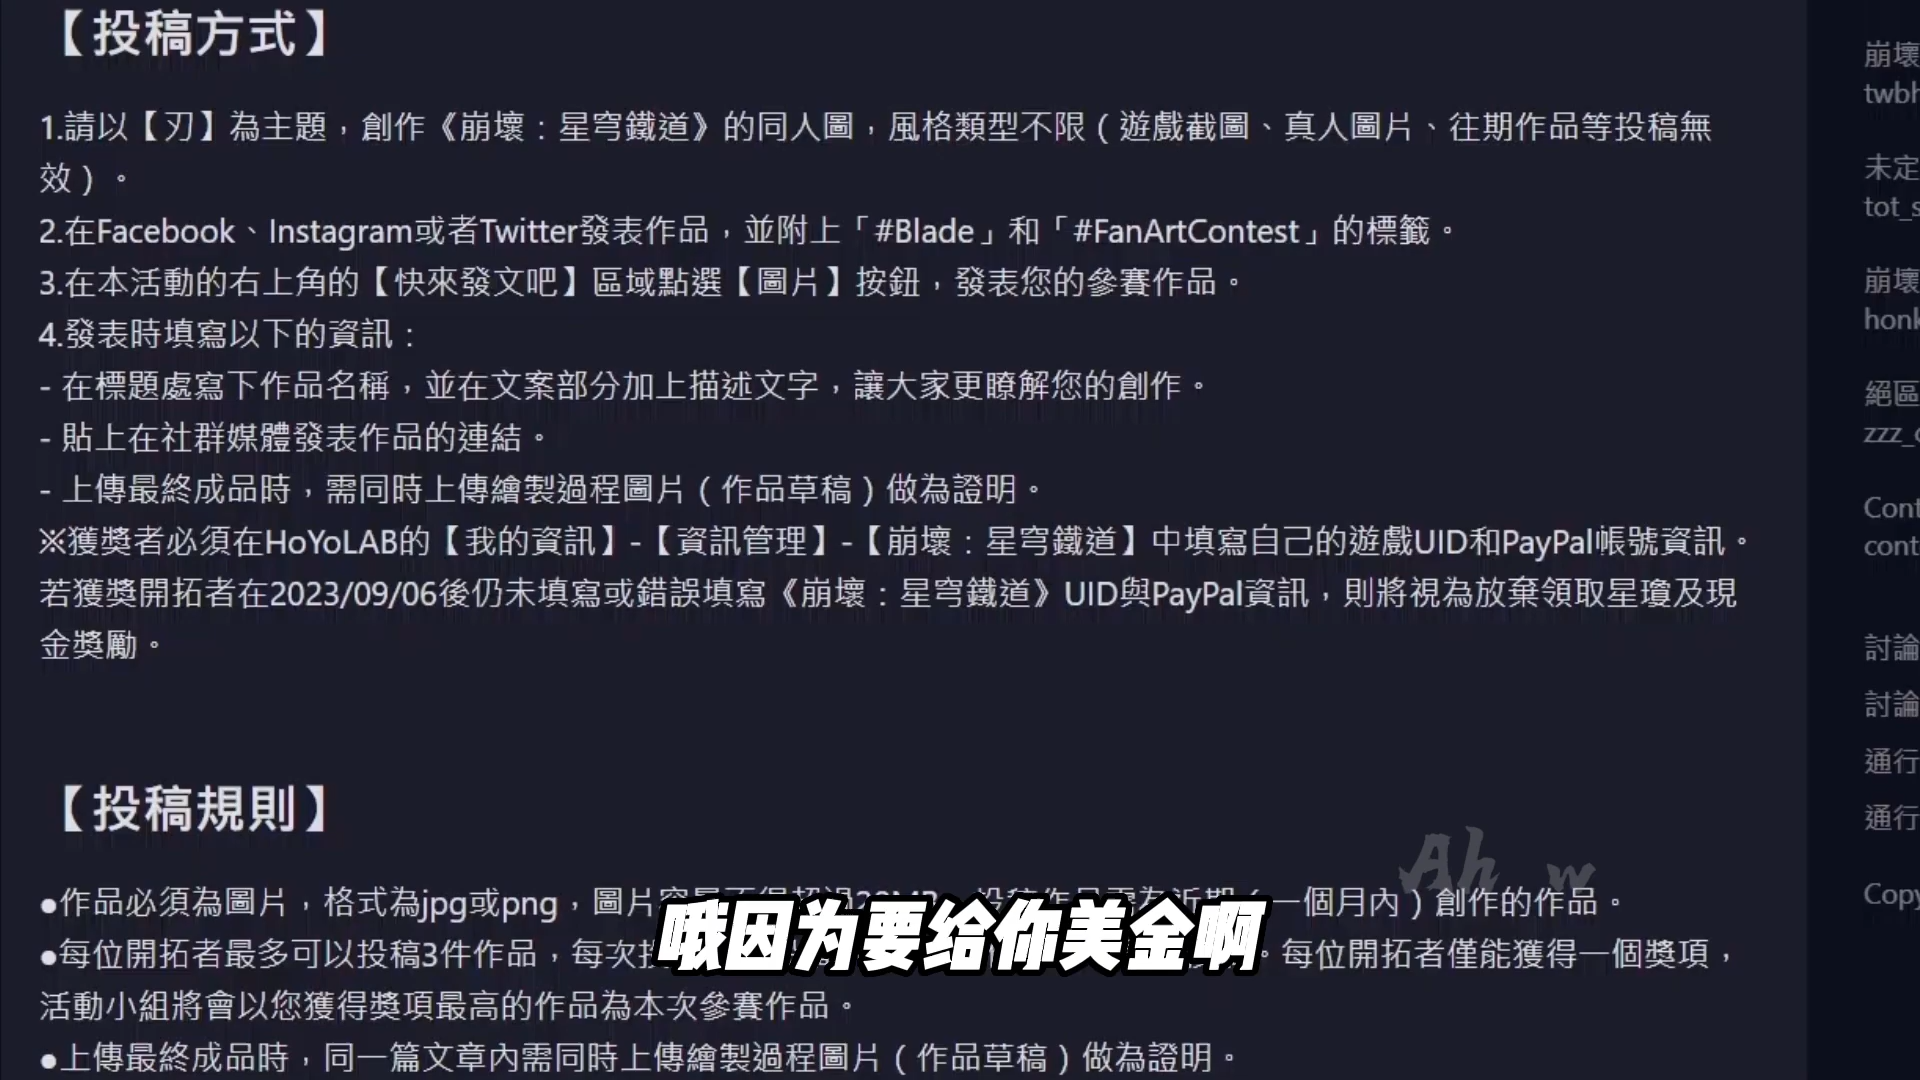 【投稿方式】
1.請以【刃】為主題，創作《崩壞：星穹鐵道》的同人圖，風格類型不限（遊戲截圖、真人圖片、往期作品等投稿無
效）。
2.在Facebook、Instagram或者Twitter發表作品，並附上「#Blade」和「#FanArtContest」的標籤。
3.在本活動的右上角的【快來發文吧】區域點選【圖片】按鈕，發表您的參賽作品。
4.發表時填寫以下的資訊：
- 在標題處寫下作品名稱，並在文案部分加上描述文字，讓大家更瞭解您的創作。
- 貼上在社群媒體發表作品的連結。
- 上傳最終成品時，需同時上傳繪製過程圖片（作品草稿）做為證明。
※獲獎者必須在HoYoLAB的【我的資訊】-【資訊管理】-【崩壞：星穹鐵道】中填寫自己的遊戲UID和PayPal帳號資訊。
若獲獎開拓者在2023/09/06後仍未填寫或錯誤填寫《崩壞：星穹鐵道》UID與PayPal資訊，則將視為放棄領取星瓊及現
金獎勵。
【投稿規則】
●作品必須為圖片，格式為jpg或png，圖片 一個月內）創作的作品。
●每位開拓者最多可以投稿3件作品，每次 。每位開拓者僅能獲得一個獎項，
活動小組將會以您獲得獎項最高的作品為本次參賽作品。
●上傳最終成品時，同一篇文章內需同時上傳繪製過程圖片（作品草稿）做為證明。
哦因为要给你美金啊
Ah w
崩壞
twbh
未定
tot_s
崩壞
honk
絕區
zzz_
Cont
cont
討論
討論
通行
通行
Copy